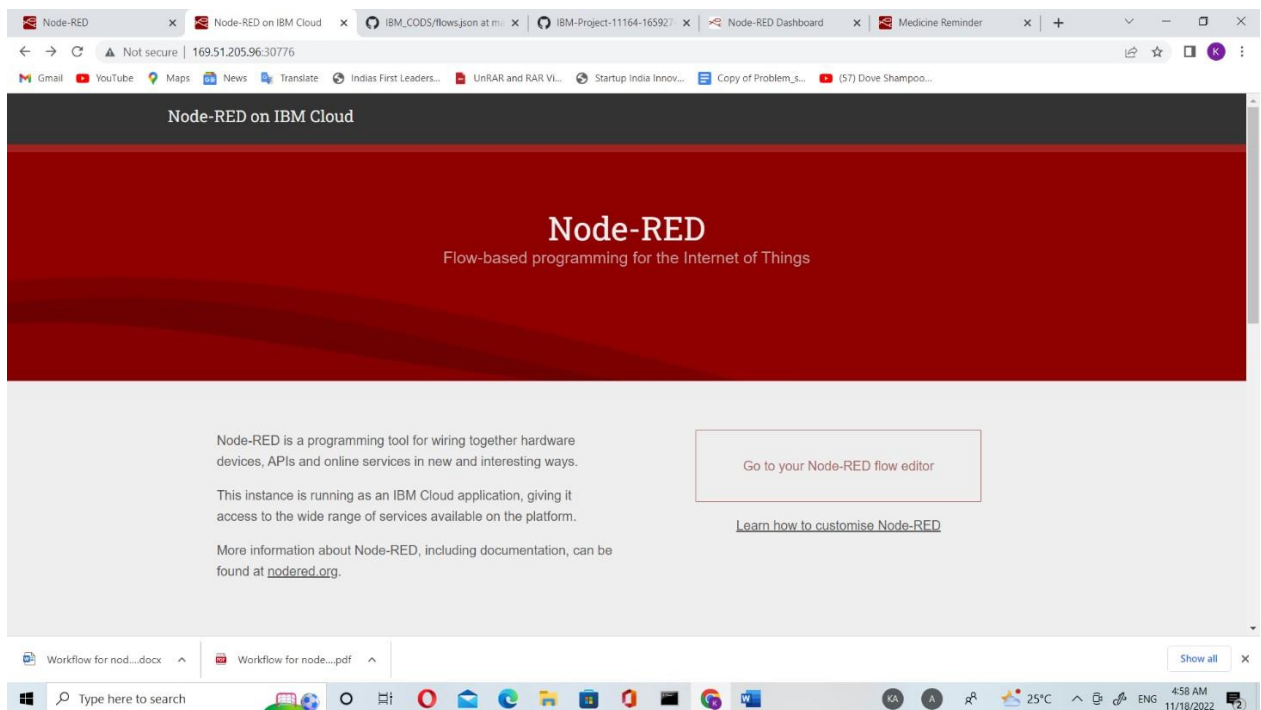 Node-RED
Node-RED on IBM Cloud
IBM_CODS/flows.json at ma
IBM-Project-11164-165927
Node-RED Dashboard
Medicine Reminder
Not secure | 169.51.205.96:30776
K
Gmail
YouTube
Maps
News
Translate
Indias First Leaders...
UnRAR and RAR Vi...
Startup India Innov...
Copy of Problem_s...
(57) Dove Shampoo...
Node-RED on IBM Cloud
Node-RED
Flow-based programming for the Internet of Things
Node-RED is a programming tool for wiring together hardware
devices, APIs and online services in new and interesting ways.
This instance is running as an IBM Cloud application, giving it
access to the wide range of services available on the platform.
More information about Node-RED, including documentation, can be
found at nodered.org.
Go to your Node-RED flow editor
Learn how to customise Node-RED
Workflow for nod....docx
Workflow for node....pdf
Show all
Type here to search
KA
A
25°C
ENG
4:58 AM
11/18/2022
2